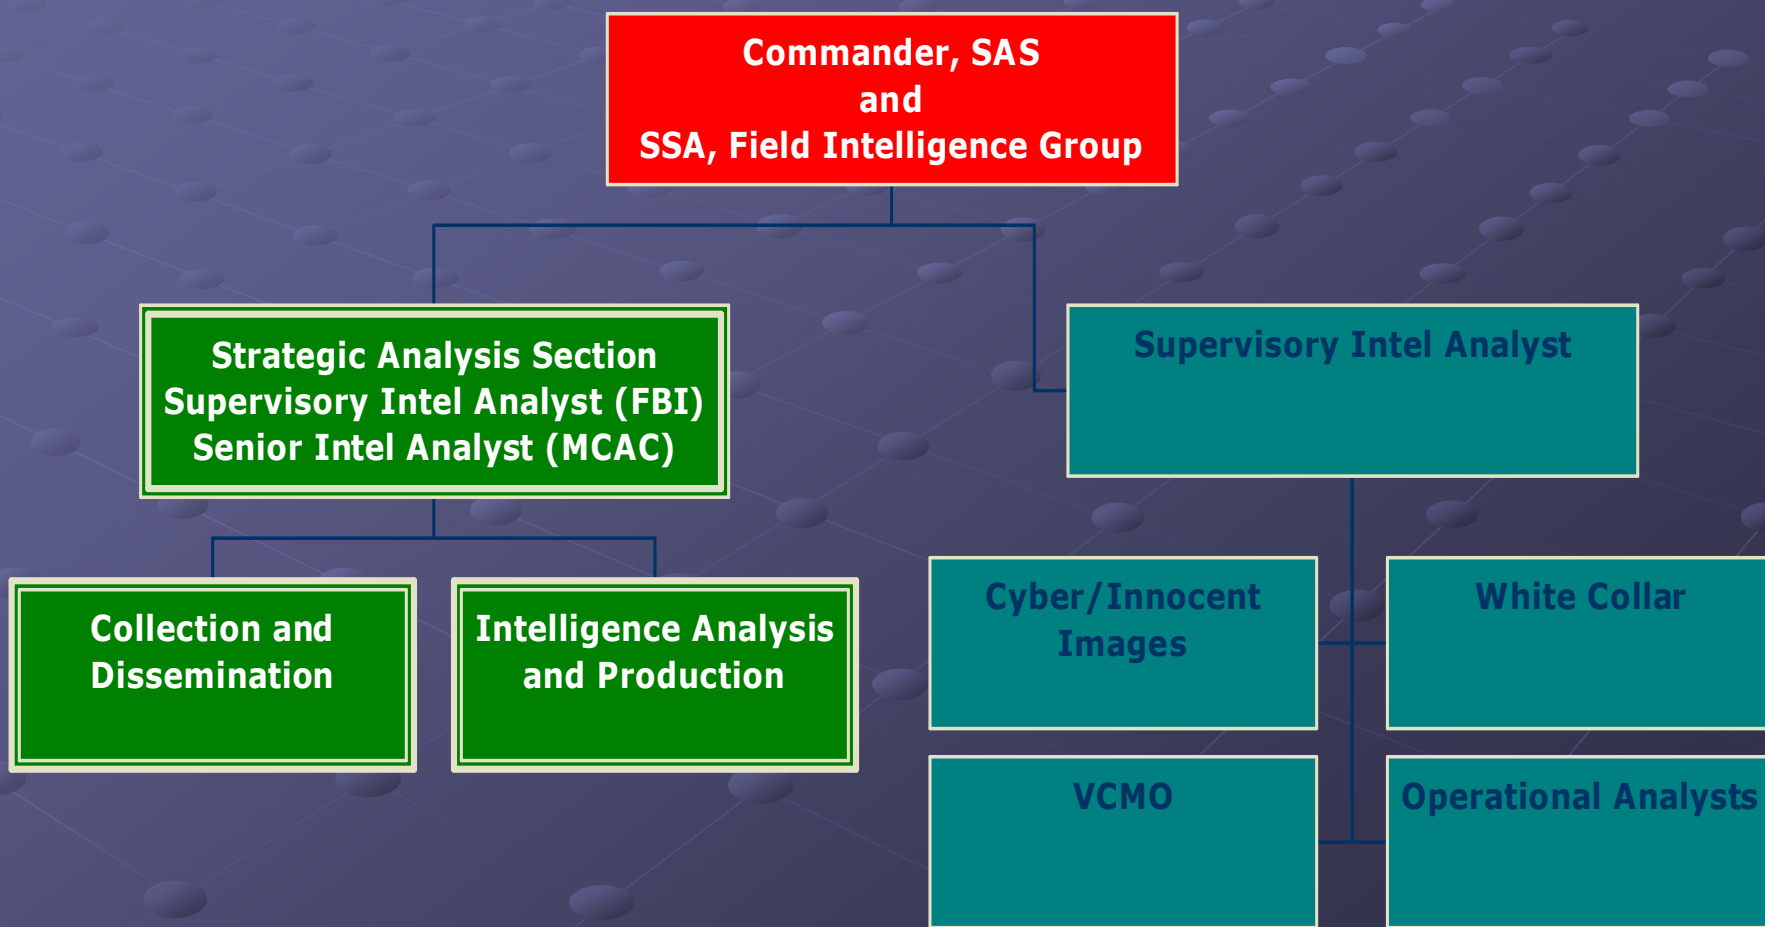 Commander, SAS
and
SSA, Field Intelligence Group
Strategic Analysis Section
Supervisory Intel Analyst (FBI)
Senior Intel Analyst (MCAC)
Supervisory Intel Analyst
Collection and
Dissemination
Intelligence Analysis
and Production
Cyber/Innocent
Images
White Collar
VCMO
Operational Analysts